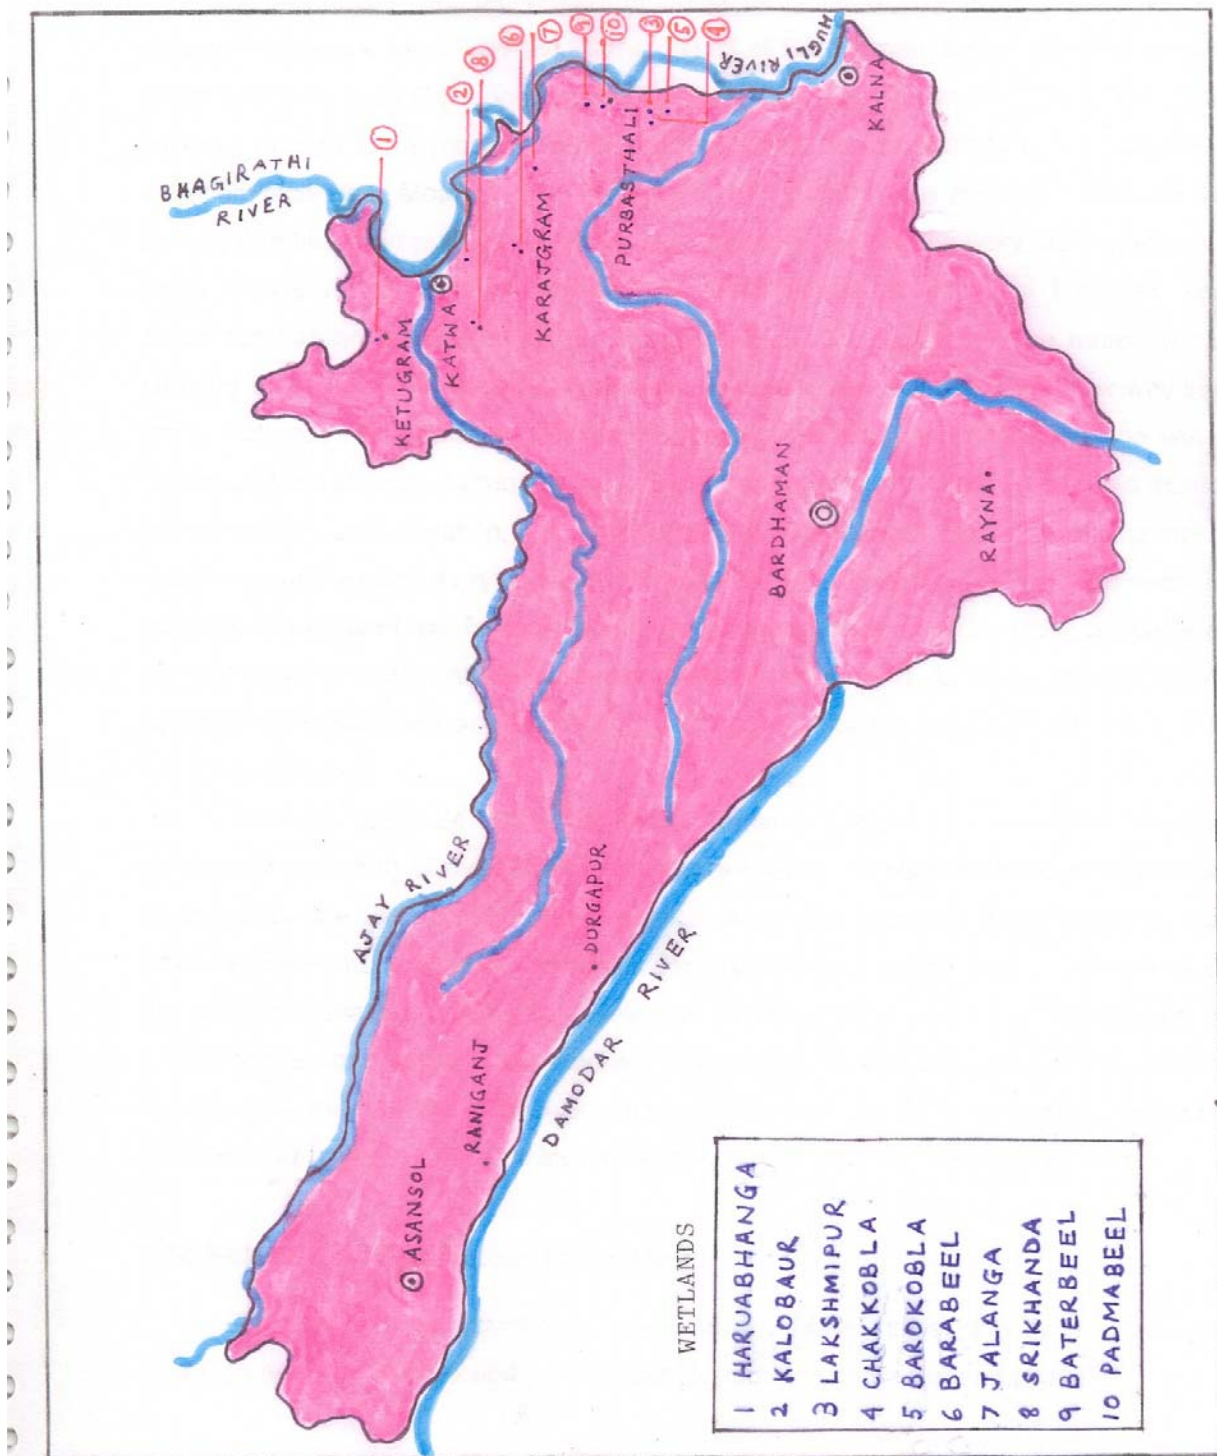 BHAGIRATHI
RIVER
HUGLI RIVER
①
②
⑧
⑥
⑦
⑨
⑩
③
⑤
④
KALNA
PURBASTHALI
KARAJGRAM
KATWA
KETUGRAM
BARDHAMAN
RAYNA
AJAY RIVER
DURGAPUR
DAMODAR RIVER
RANIGANJ
ASANSOL
WETLANDS
1 HARUABHANGA
2 KALOBAUR
3 LAKSHMIPUR
4 CHAKKOBLA
5 BAROKOBLA
6 BARABEEL
7 JALANGA
8 SRIKHANDA
9 BATERBEEL
10 PADMABEEL